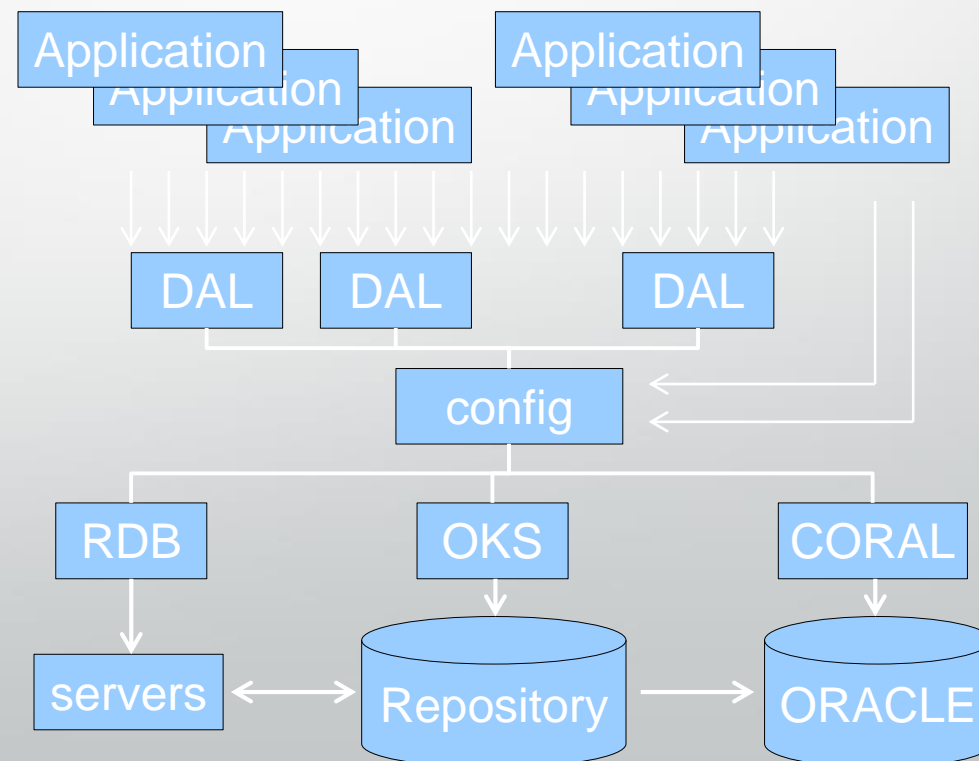 Application
Application
Application
Application
Application
Application
DAL
DAL
DAL
config
RDB
OKS
CORAL
servers
Repository
ORACLE